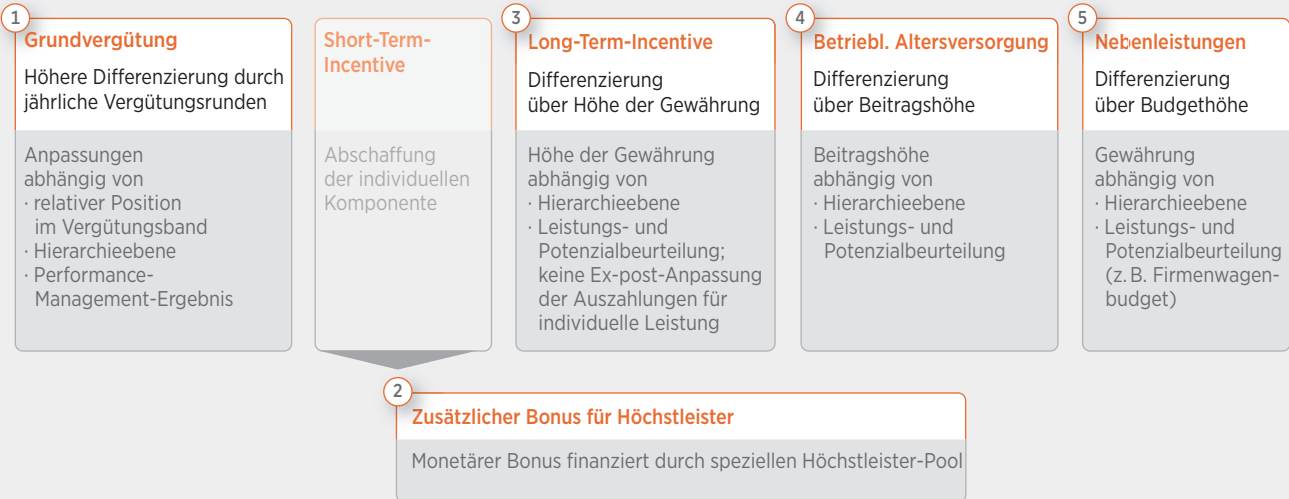 1
Grundvergütung
Höhere Differenzierung durch
jährliche Vergütungsrunden
Anpassungen
abhängig von
· relativer Position
im Vergütungsband
· Hierarchieebene
· Performance-
Management-Ergebnis
Short-Term-
Incentive
Abschaffung
der individuellen
Komponente
3
Long-Term-Incentive
Differenzierung
über Höhe der Gewährung
Höhe der Gewährung
abhängig von
· Hierarchieebene
· Leistungs- und
Potenzialbeurteilung;
keine Ex-post-Anpassung
der Auszahlungen für
individuelle Leistung
4
Betriebl. Altersversorgung
Differenzierung
über Beitragshöhe
Beitragshöhe
abhängig von
· Hierarchieebene
· Leistungs- und
Potenzialbeurteilung
5
Nebenleistungen
Differenzierung
über Budgethöhe
Gewährung
abhängig von
· Hierarchieebene
· Leistungs- und
Potenzialbeurteilung
(z. B. Firmenwagen-
budget)
2
Zusätzlicher Bonus für Höchstleister
Monetärer Bonus finanziert durch speziellen Höchstleister-Pool